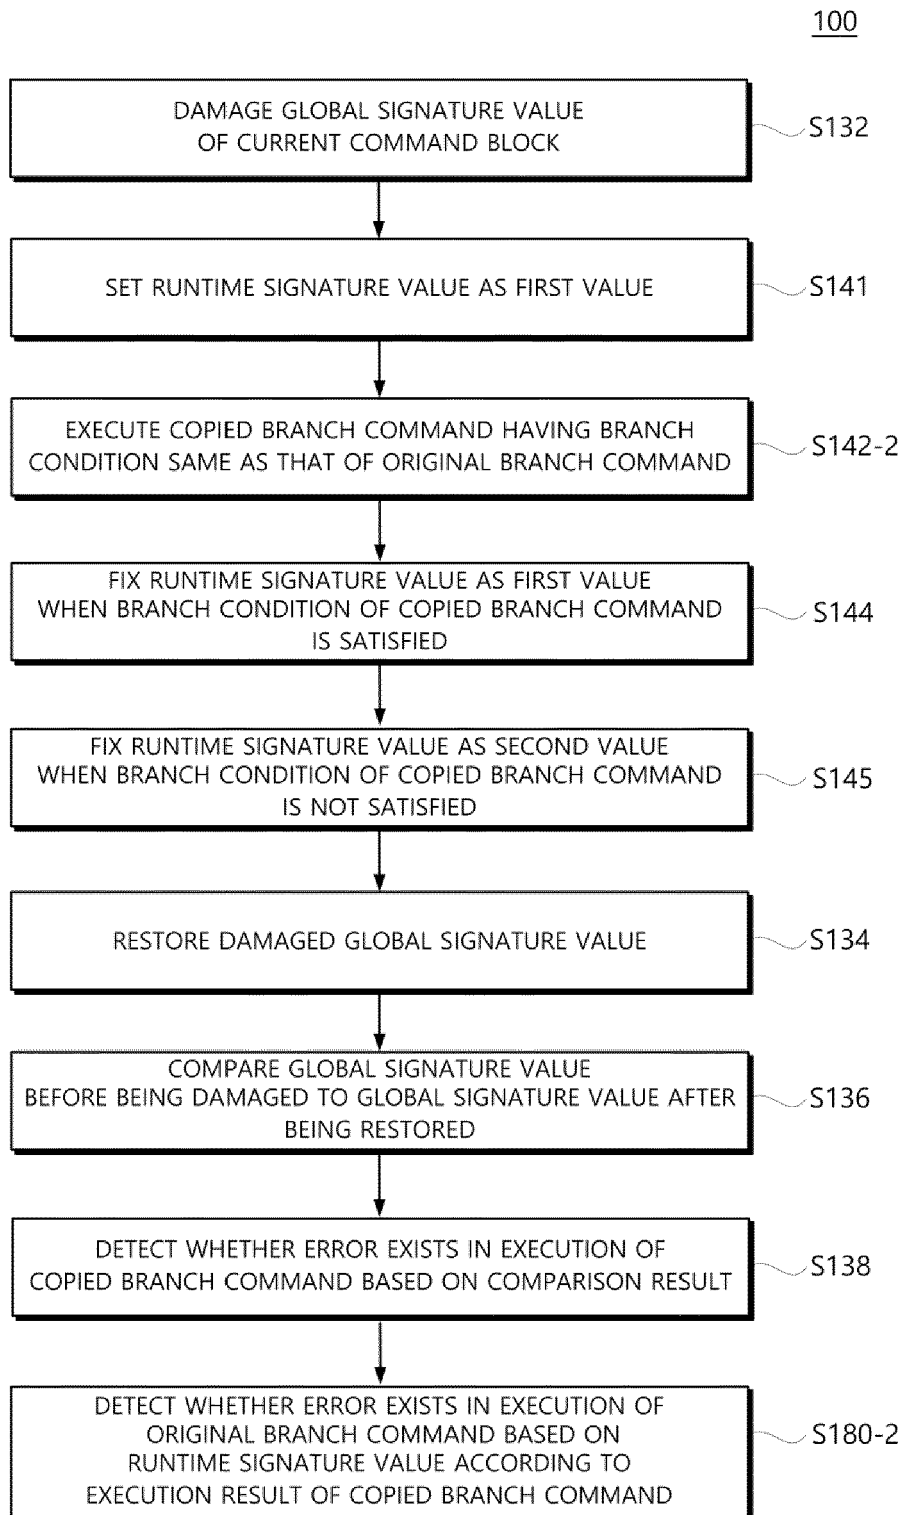 100
DAMAGE GLOBAL SIGNATURE VALUE
OF CURRENT COMMAND BLOCK
S132
SET RUNTIME SIGNATURE VALUE AS FIRST VALUE
S141
EXECUTE COPIED BRANCH COMMAND HAVING BRANCH
CONDITION SAME AS THAT OF ORIGINAL BRANCH COMMAND
S142-2
FIX RUNTIME SIGNATURE VALUE AS FIRST VALUE
WHEN BRANCH CONDITION OF COPIED BRANCH COMMAND
IS SATISFIED
S144
FIX RUNTIME SIGNATURE VALUE AS SECOND VALUE
WHEN BRANCH CONDITION OF COPIED BRANCH COMMAND
IS NOT SATISFIED
S145
RESTORE DAMAGED GLOBAL SIGNATURE VALUE
S134
COMPARE GLOBAL SIGNATURE VALUE
BEFORE BEING DAMAGED TO GLOBAL SIGNATURE VALUE AFTER
BEING RESTORED
S136
DETECT WHETHER ERROR EXISTS IN EXECUTION OF
COPIED BRANCH COMMAND BASED ON COMPARISON RESULT
S138
DETECT WHETHER ERROR EXISTS IN EXECUTION OF
ORIGINAL BRANCH COMMAND BASED ON
RUNTIME SIGNATURE VALUE ACCORDING TO
EXECUTION RESULT OF COPIED BRANCH COMMAND
S180-2